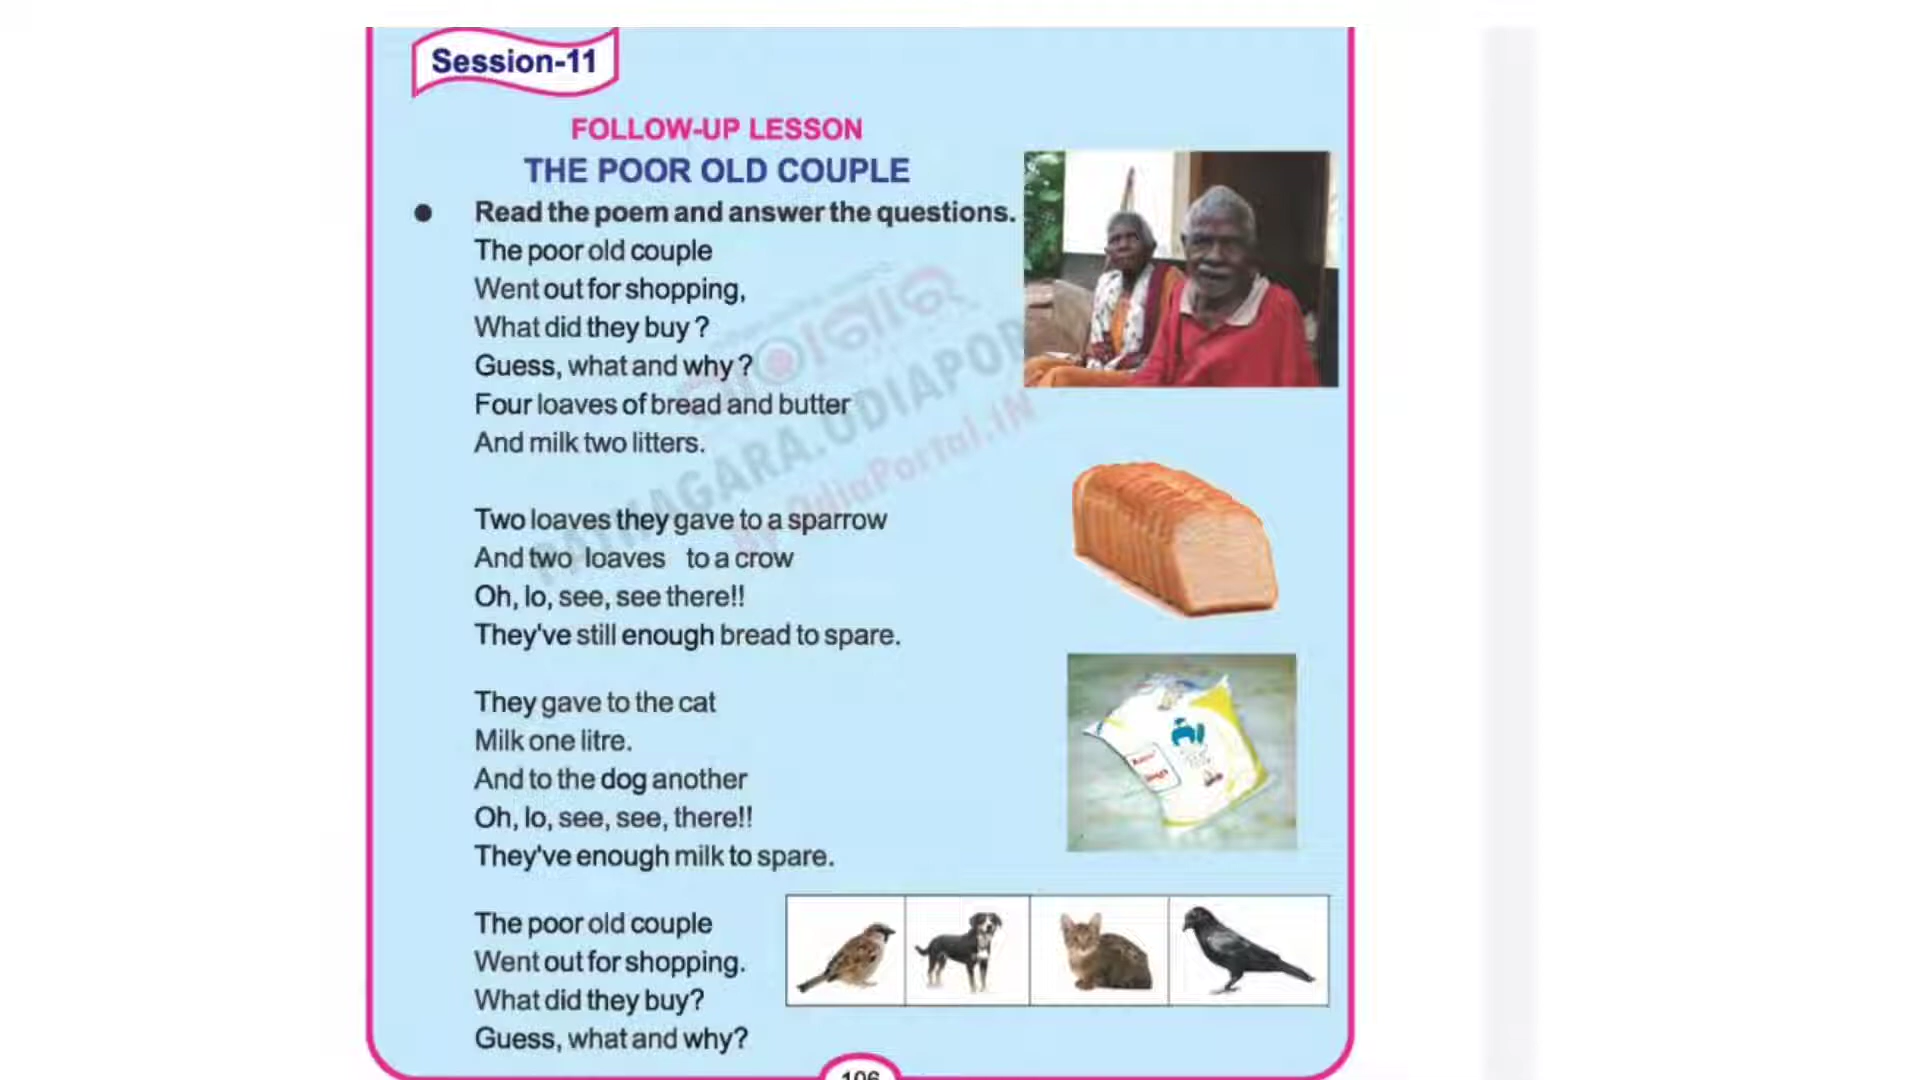 Session-11
FOLLOW-UP LESSON
THE POOR OLD COUPLE
● Read the poem and answer the questions.
The poor old couple
Went out for shopping,
What did they buy ?
Guess, what and why ?
Four loaves of bread and butter
And milk two litters.
Two loaves they gave to a sparrow
And two loaves to a crow
Oh, lo, see, see there!!
They've still enough bread to spare.
They gave to the cat
Milk one litre.
And to the dog another
Oh, lo, see, see, there!!
They've enough milk to spare.
The poor old couple
Went out for shopping.
What did they buy?
Guess, what and why?
106